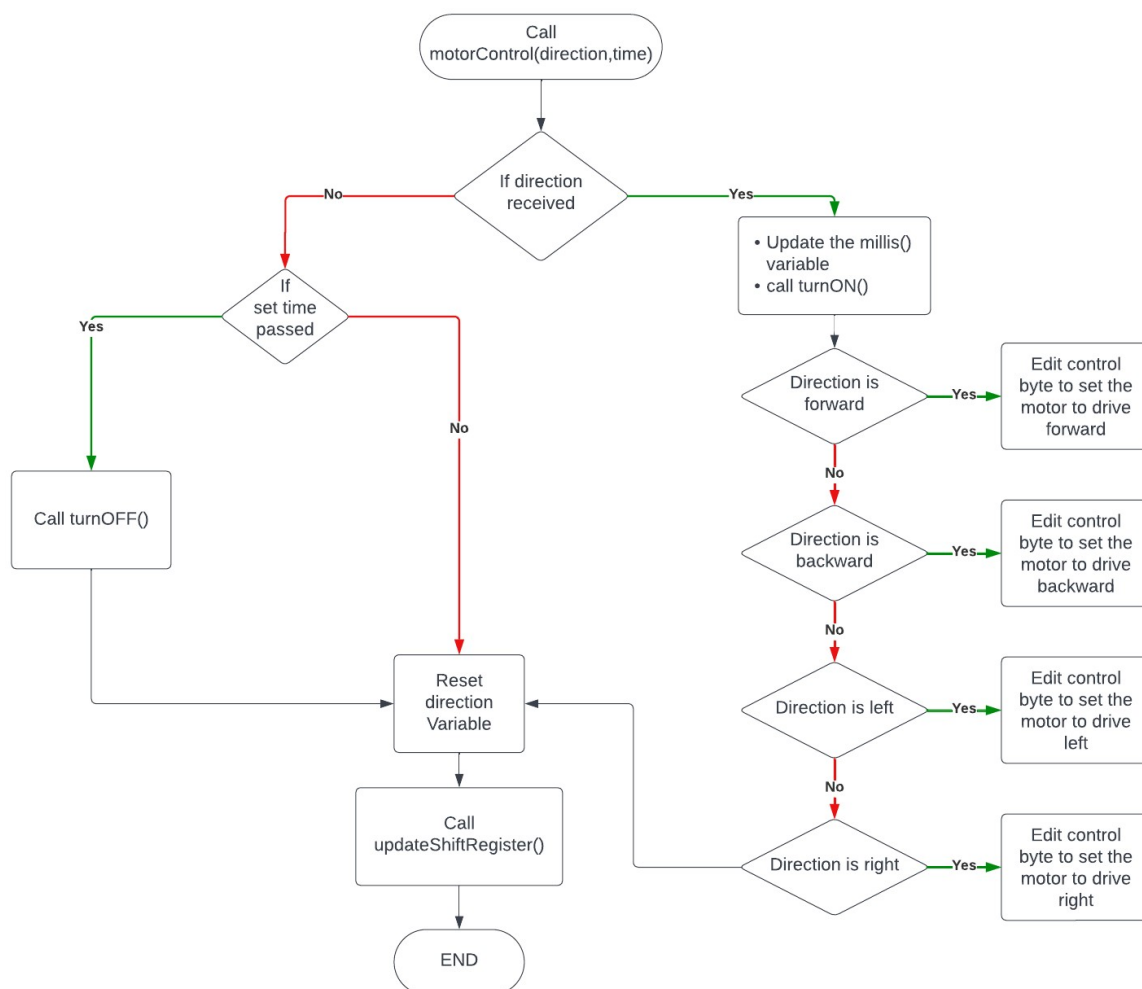 Call
motorControl(direction,time)
If direction
received
No
Yes
• Update the millis()
variable
• call turnON()
If
set time
passed
Yes
No
Direction is
forward
Yes
Edit control
byte to set the
motor to drive
forward
No
Call turnOFF()
Direction is
backward
Yes
Edit control
byte to set the
motor to drive
backward
No
Reset
direction
Variable
Direction is left
Yes
Edit control
byte to set the
motor to drive
left
No
Call
updateShiftRegister()
Direction is right
Yes
Edit control
byte to set the
motor to drive
right
END